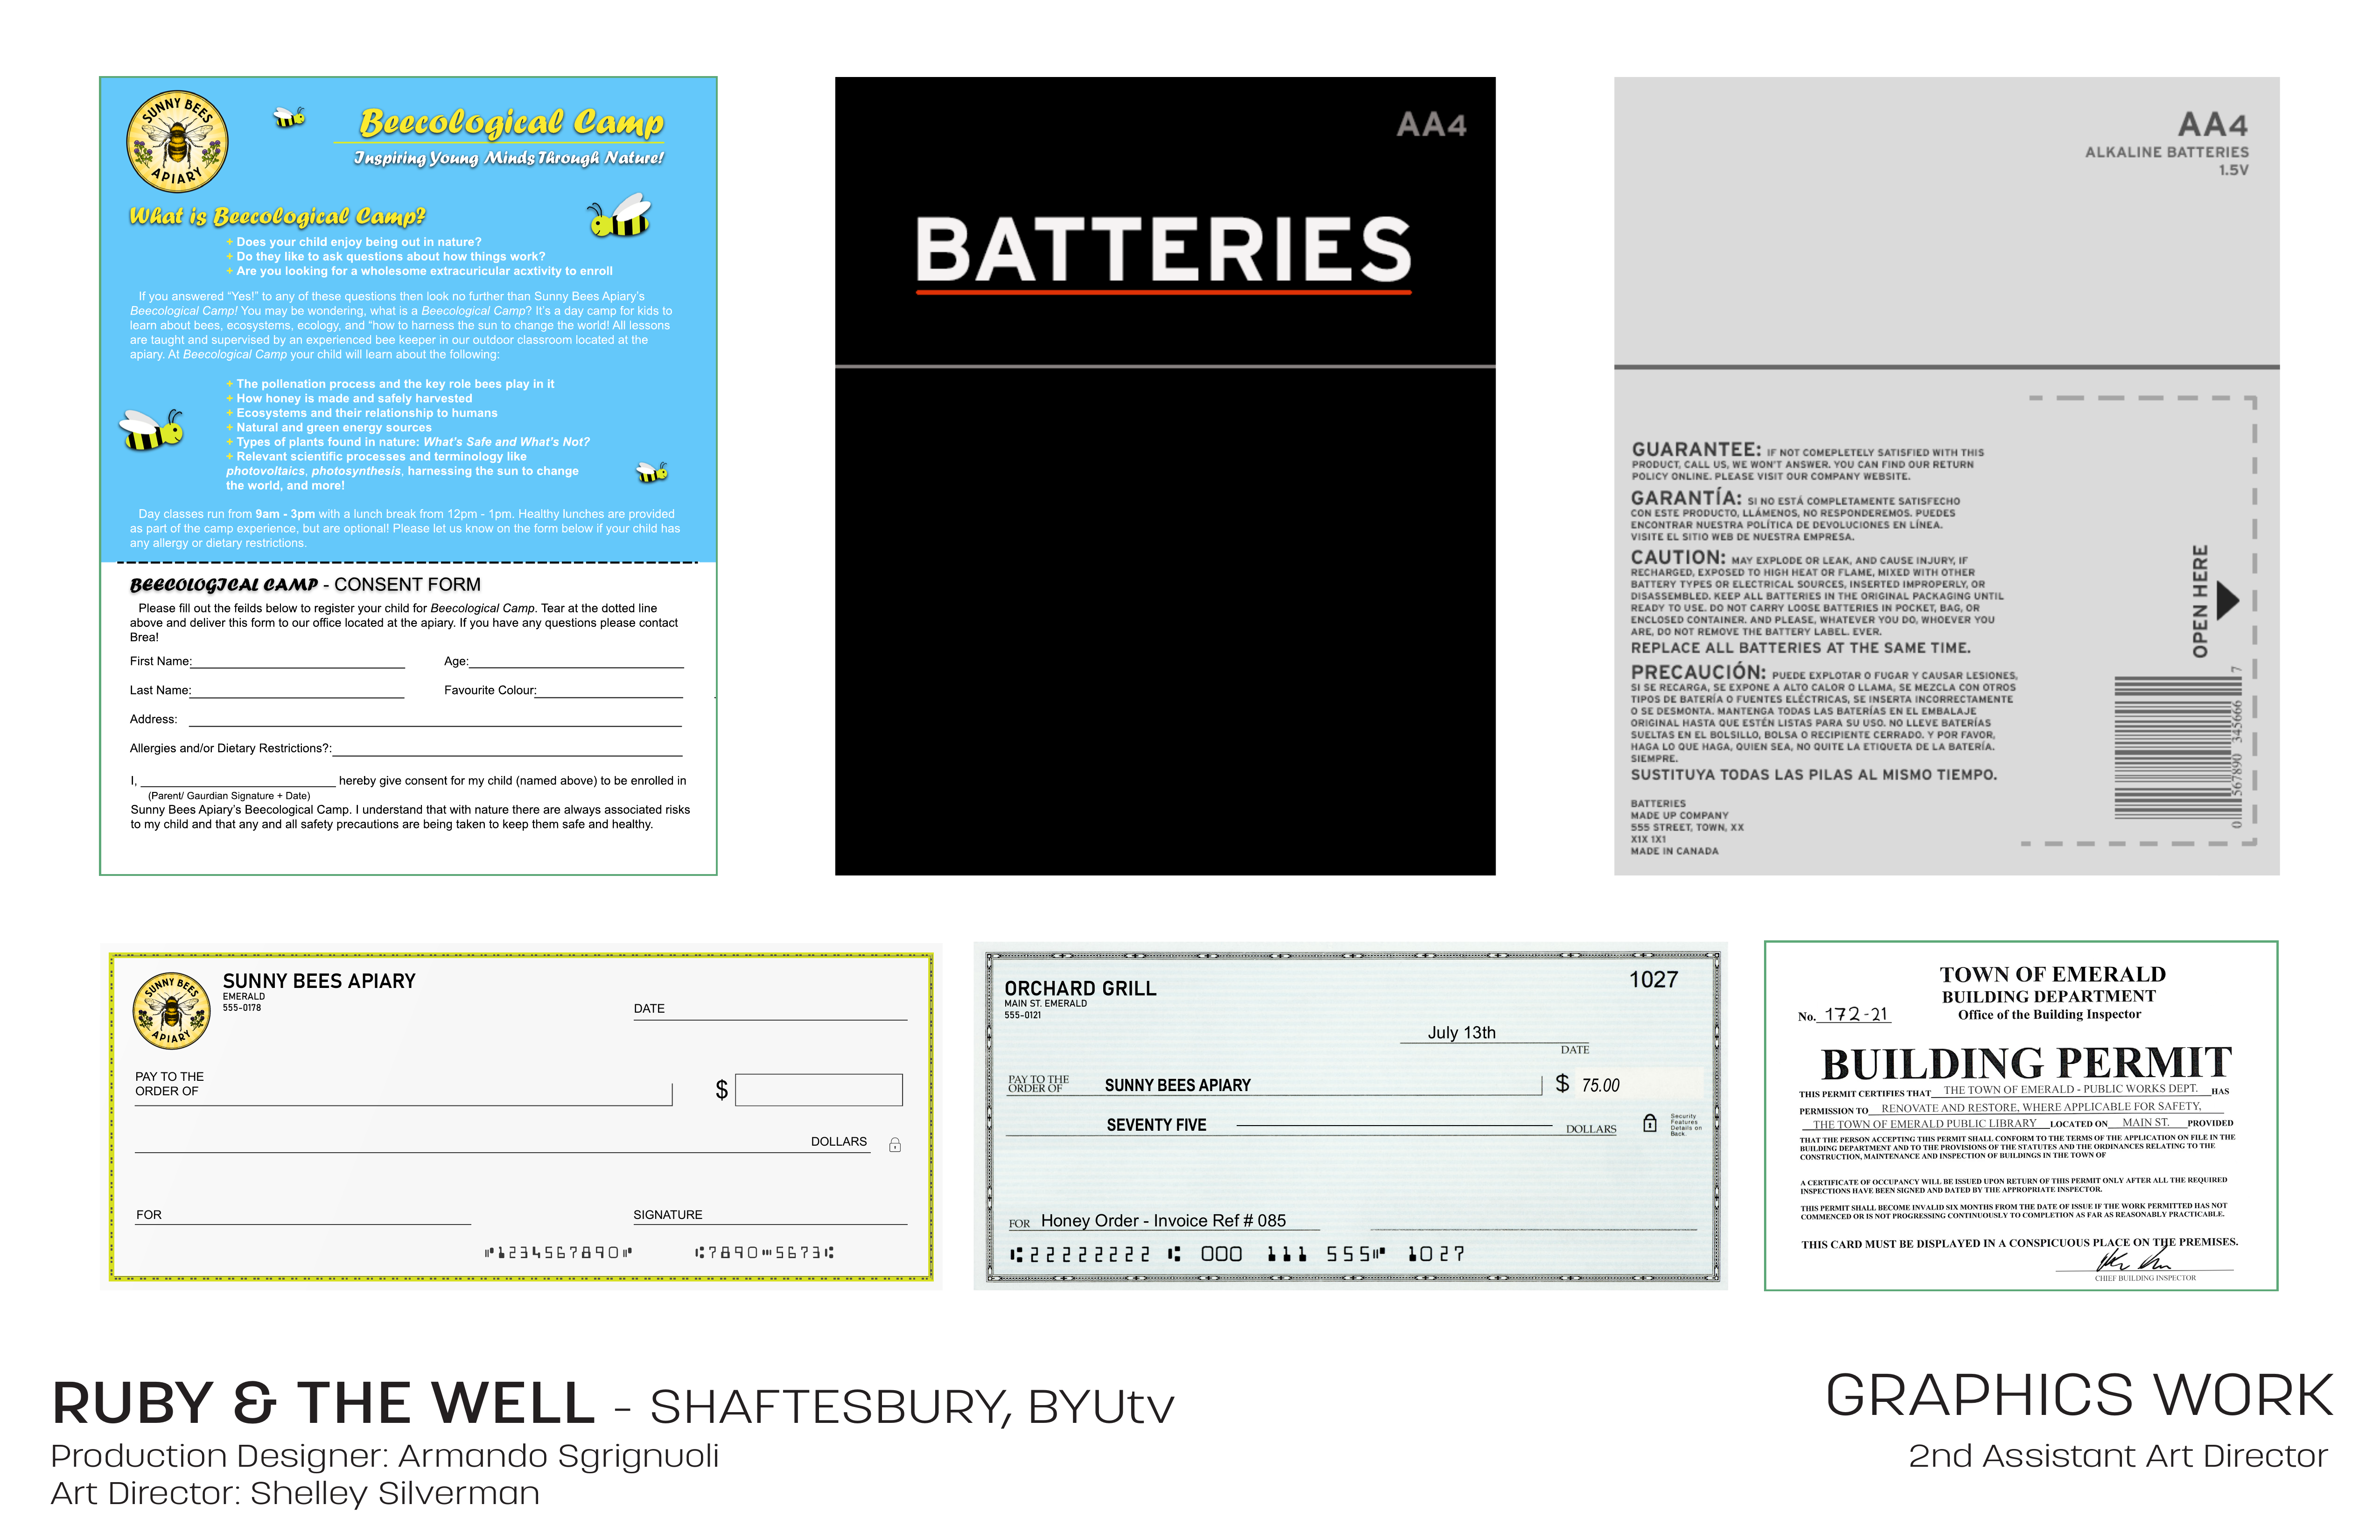 SUNNY BEES
APIARY
Beecological Camp
Inspiring Young Minds Through Nature!
What is Beecological Camp?
+ Does your child enjoy being out in nature?
+ Do they like to ask questions about how things work?
+ Are you looking for a wholesome extracuricular acxtivity to enroll
If you answered “Yes!” to any of these questions then look no further than Sunny Bees Apiary’s
Beecological Camp! You may be wondering, what is a Beecological Camp? It’s a day camp for kids to
learn about bees, ecosystems, ecology, and “how to harness the sun to change the world! All lessons
are taught and supervised by an experienced bee keeper in our outdoor classroom located at the
apiary. At Beecological Camp your child will learn about the following:
+ The pollenation process and the key role bees play in it
+ How honey is made and safely harvested
+ Ecosystems and their relationship to humans
+ Natural and green energy sources
+ Types of plants found in nature: What’s Safe and What’s Not?
+ Relevant scientific processes and terminology like
photovoltaics, photosynthesis, harnessing the sun to change
the world, and more!
Day classes run from 9am - 3pm with a lunch break from 12pm - 1pm. Healthy lunches are provided
as part of the camp experience, but are optional! Please let us know on the form below if your child has
any allergy or dietary restrictions.
BEECOLOGICAL CAMP - CONSENT FORM
Please fill out the feilds below to register your child for Beecological Camp. Tear at the dotted line
above and deliver this form to our office located at the apiary. If you have any questions please contact
Brea!
First Name: Age:
Last Name: Favourite Colour:
Address:
Allergies and/or Dietary Restrictions?:
I, hereby give consent for my child (named above) to be enrolled in
(Parent/ Gaurdian Signature + Date)
Sunny Bees Apiary’s Beecological Camp. I understand that with nature there are always associated risks
to my child and that any and all safety precautions are being taken to keep them safe and healthy.
AA4
BATTERIES
AA4
ALKALINE BATTERIES
1.5V
GUARANTEE: IF NOT COMEPLETELY SATISFIED WITH THIS
PRODUCT, CALL US, WE WON'T ANSWER. YOU CAN FIND OUR RETURN
POLICY ONLINE. PLEASE VISIT OUR COMPANY WEBSITE.
GARANTÍA: SI NO ESTÁ COMPLETAMENTE SATISFECHO
CON ESTE PRODUCTO, LLÁMENOS, NO RESPONDEREMOS. PUEDES
ENCONTRAR NUESTRA POLÍTICA DE DEVOLUCIONES EN LÍNEA.
VISITE EL SITIO WEB DE NUESTRA EMPRESA.
CAUTION: MAY EXPLODE OR LEAK, AND CAUSE INJURY, IF
RECHARGED, EXPOSED TO HIGH HEAT OR FLAME, MIXED WITH OTHER
BATTERY TYPES OR ELECTRICAL SOURCES, INSERTED IMPROPERLY, OR
DISASSEMBLED. KEEP ALL BATTERIES IN THE ORIGINAL PACKAGING UNTIL
READY TO USE. DO NOT CARRY LOOSE BATTERIES IN POCKET, BAG, OR
ENCLOSED CONTAINER. AND PLEASE, WHATEVER YOU DO, WHOEVER YOU
ARE, DO NOT REMOVE THE BATTERY LABEL. EVER.
REPLACE ALL BATTERIES AT THE SAME TIME.
PRECAUCIÓN: PUEDE EXPLOTAR O FUGAR Y CAUSAR LESIONES,
SI SE RECARGA, SE EXPONE A ALTO CALOR O LLAMA, SE MEZCLA CON OTROS
TIPOS DE BATERÍA O FUENTES ELÉCTRICAS, SE INSERTA INCORRECTAMENTE
O SE DESMONTA. MANTENGA TODAS LAS BATERÍAS EN EL EMBALAJE
ORIGINAL HASTA QUE ESTÉN LISTAS PARA SU USO. NO LLEVE BATERÍAS
SUELTAS EN EL BOLSILLO, BOLSA O RECIPIENTE CERRADO. Y POR FAVOR,
HAGA LO QUE HAGA, QUIEN SEA, NO QUITE LA ETIQUETA DE LA BATERÍA.
SIEMPRE.
SUSTITUYA TODAS LAS PILAS AL MISMO TIEMPO.
BATTERIES
MADE UP COMPANY
555 STREET, TOWN, XX
X1X 1X1
MADE IN CANADA
OPEN HERE
0 567890 345666 7
SUNNY BEES
APIARY
SUNNY BEES APIARY
EMERALD
555-0178
DATE
PAY TO THE
ORDER OF
$
DOLLARS
FOR
SIGNATURE
⑈1234567890⑈ ⑆7890⑉5673⑆
ORCHARD GRILL
MAIN ST. EMERALD
555-0121
1027
July 13th
DATE
PAY TO THE
ORDER OF
SUNNY BEES APIARY
$ 75.00
SEVENTY FIVE
DOLLARS
Security
Features
Details on
Back.
FOR Honey Order - Invoice Ref # 085
⑆22222222 ⑆ 000 111 555⑈ 1027
TOWN OF EMERALD
BUILDING DEPARTMENT
Office of the Building Inspector
No. 172-21
BUILDING PERMIT
THIS PERMIT CERTIFIES THAT THE TOWN OF EMERALD - PUBLIC WORKS DEPT. HAS
PERMISSION TO RENOVATE AND RESTORE, WHERE APPLICABLE FOR SAFETY,
THE TOWN OF EMERALD PUBLIC LIBRARY LOCATED ON MAIN ST. PROVIDED
THAT THE PERSON ACCEPTING THIS PERMIT SHALL CONFORM TO THE TERMS OF THE APPLICATION ON FILE IN THE
BUILDING DEPARTMENT AND TO THE PROVISIONS OF THE STATUTES AND THE ORDINANCES RELATING TO THE
CONSTRUCTION, MAINTENANCE AND INSPECTION OF BUILDINGS IN THE TOWN OF
A CERTIFICATE OF OCCUPANCY WILL BE ISSUED UPON RETURN OF THIS PERMIT ONLY AFTER ALL THE REQUIRED
INSPECTIONS HAVE BEEN SIGNED AND DATED BY THE APPROPRIATE INSPECTOR.
THIS PERMIT SHALL BECOME INVALID SIX MONTHS FROM THE DATE OF ISSUE IF THE WORK PERMITTED HAS NOT
COMMENCED OR IS NOT PROGRESSING CONTINUOUSLY TO COMPLETION AS FAR AS REASONABLY PRACTICABLE.
THIS CARD MUST BE DISPLAYED IN A CONSPICUOUS PLACE ON THE PREMISES.
CHIEF BUILDING INSPECTOR
RUBY & THE WELL - SHAFTESBURY, BYUtv
Production Designer: Armando Sgrignuoli
Art Director: Shelley Silverman
GRAPHICS WORK
2nd Assistant Art Director